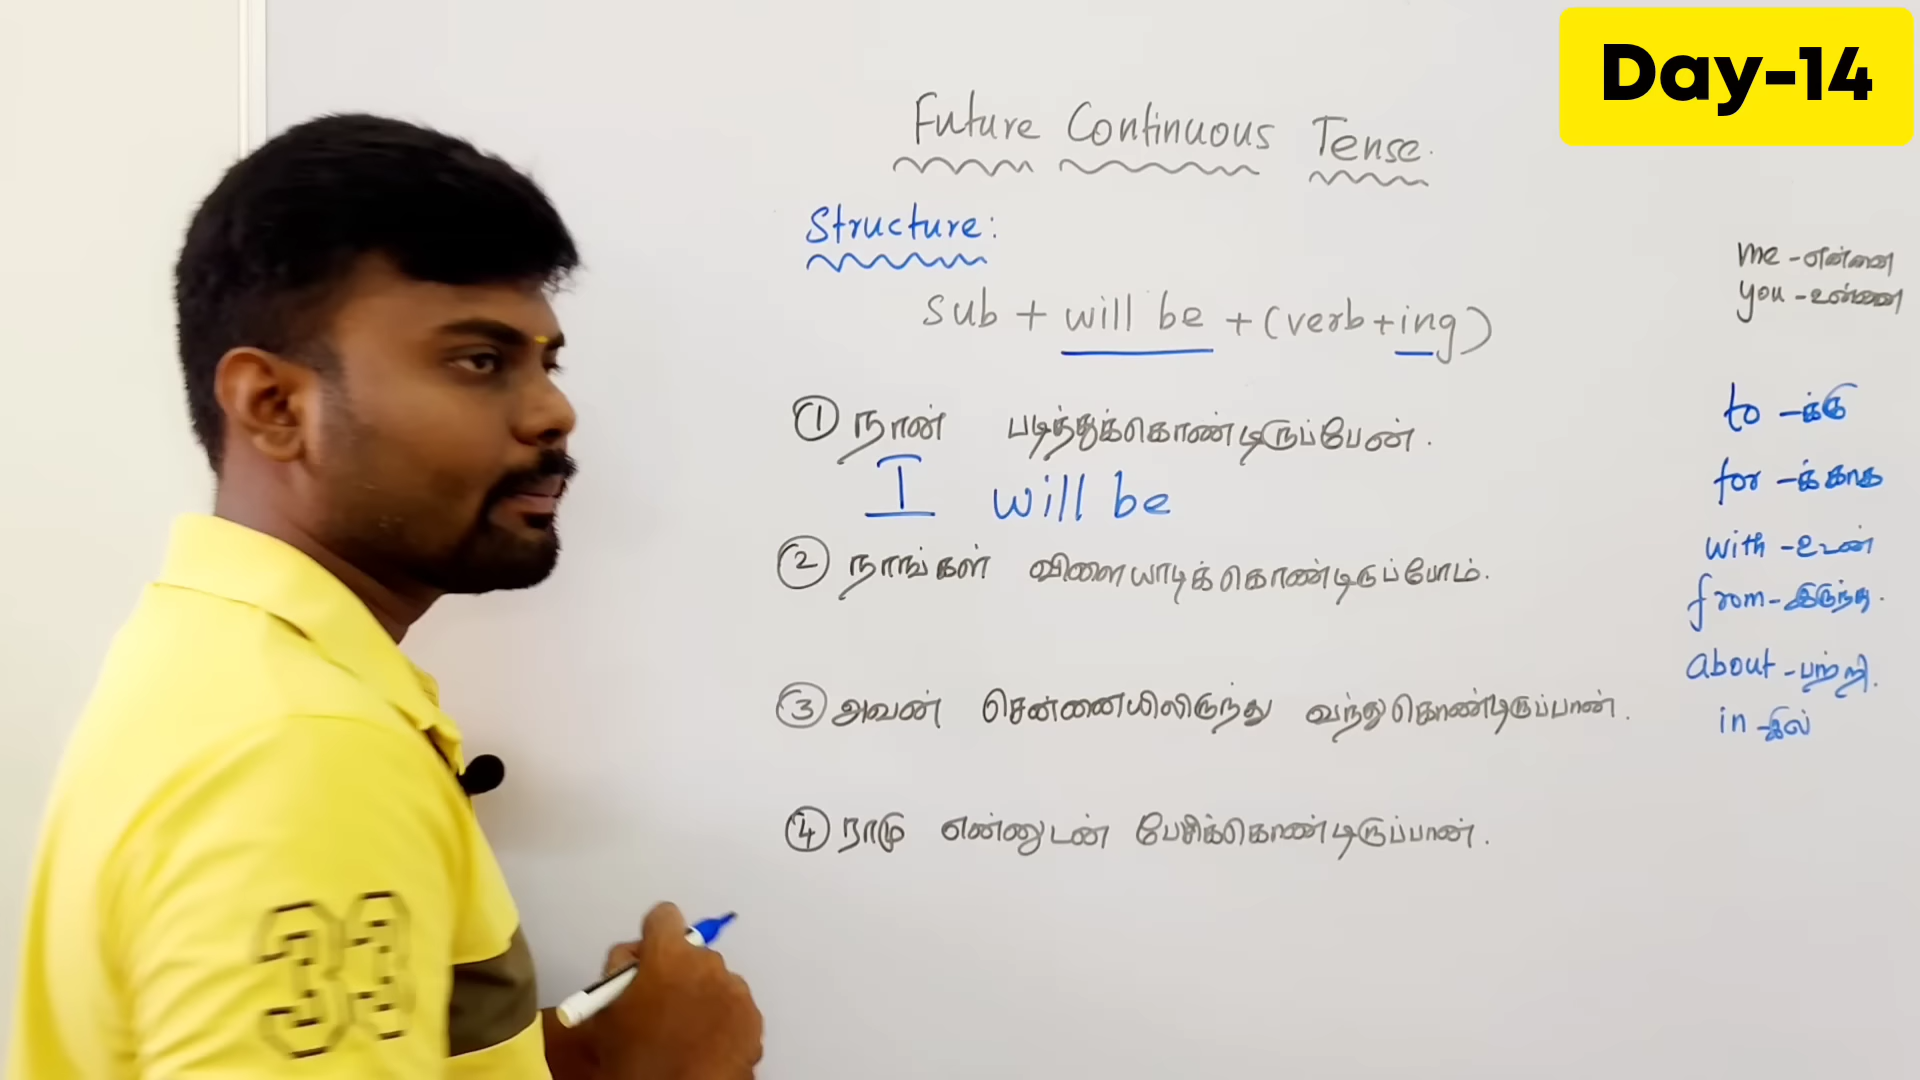 Day-14
Future Continuous Tense.
Structure:
sub + will be + (verb+ing)
① நான் படித்துக்கொண்டிருப்பேன்.
I will be
② நாங்கள் விளையாடிக்கொண்டிருப்போம்.
③ அவன் சென்னையிலிருந்து வந்துகொண்டிருப்பான்.
④ ராமு என்னுடன் பேசிக்கொண்டிருப்பான்.
me - என்னை
you - உன்னை
to - க்கு
for - க்காக
with - உடன்
from - இருந்து.
about - பற்றி.
in - இல்
33